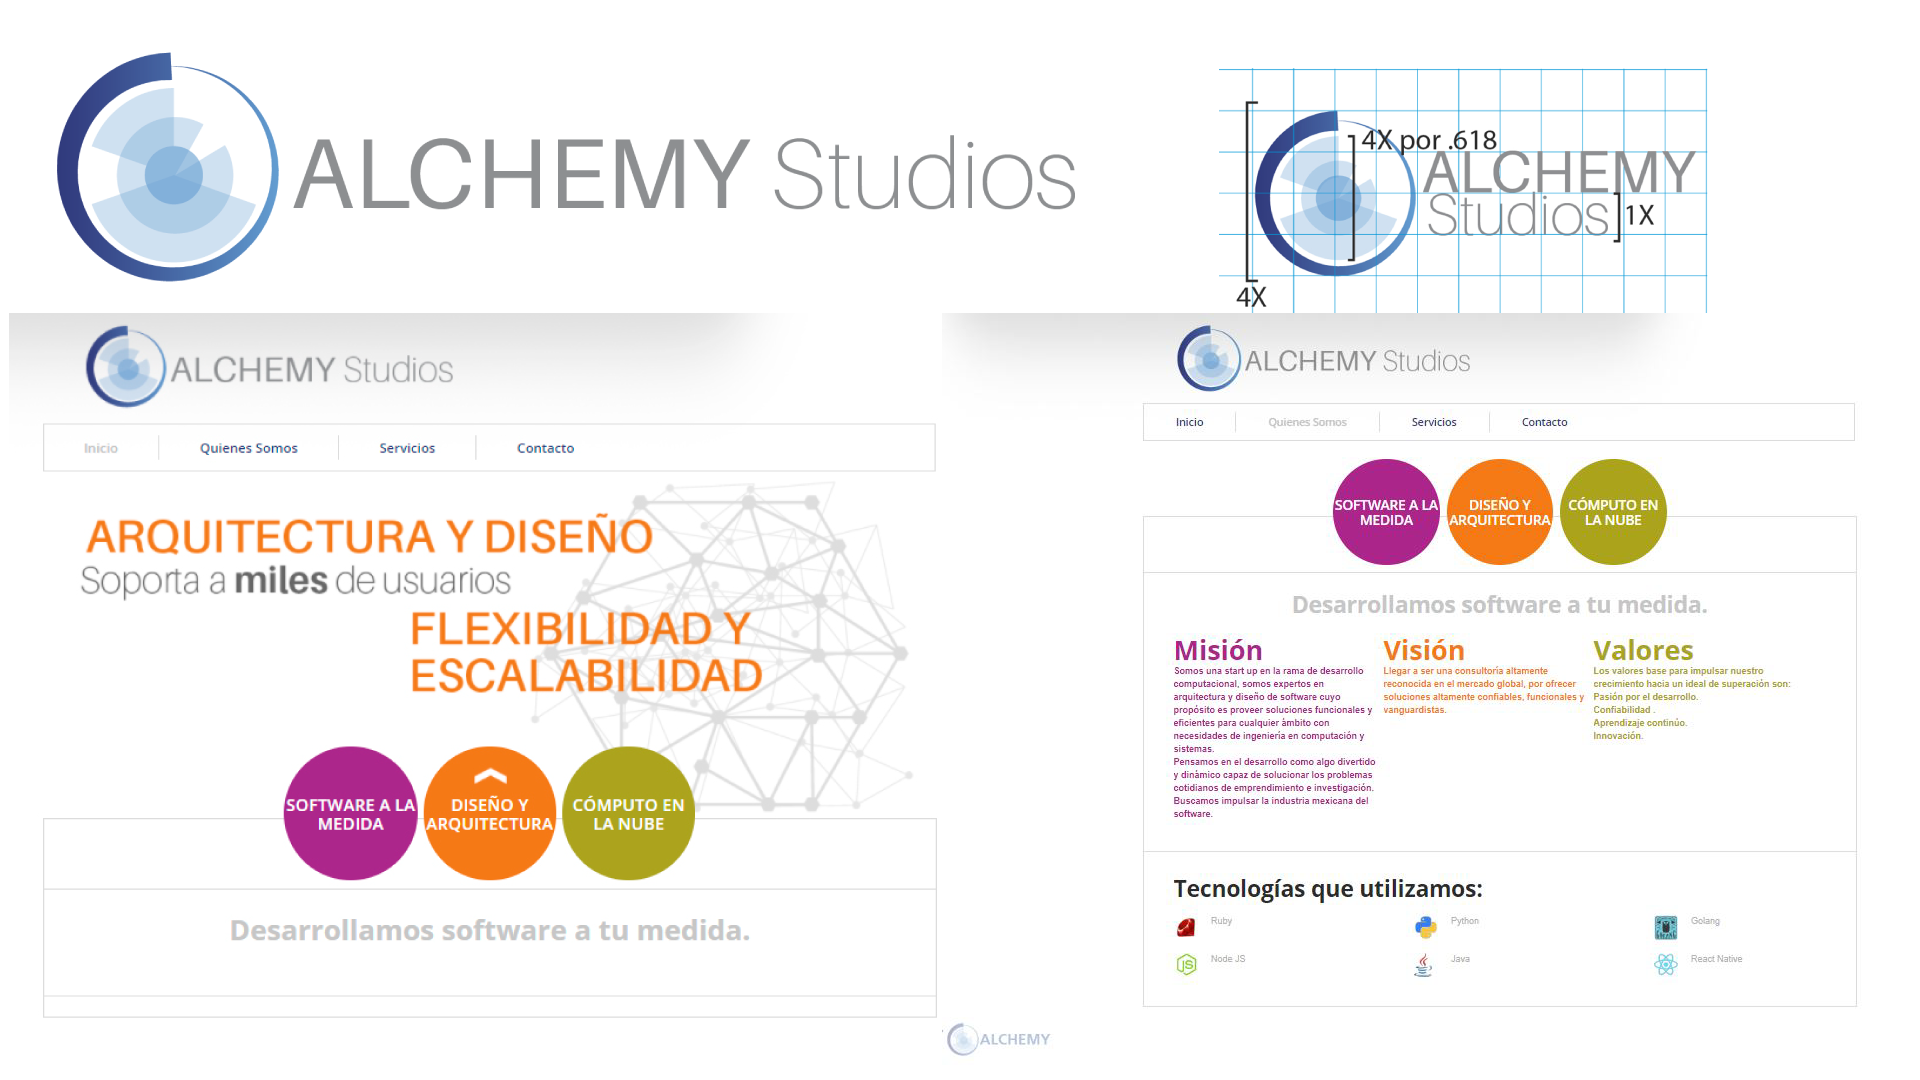 ALCHEMY Studios
4X por .618
ALCHEMY
Studios
1X
4X
ALCHEMY Studios
Inicio
Quienes Somos
Servicios
Contacto
ARQUITECTURA Y DISEÑO
Soporta a miles de usuarios
FLEXIBILIDAD Y
ESCALABILIDAD
SOFTWARE A LA
MEDIDA
DISEÑO Y
ARQUITECTURA
CÓMPUTO EN
LA NUBE
Desarrollamos software a tu medida.
ALCHEMY Studios
Inicio
Quienes Somos
Servicios
Contacto
SOFTWARE A LA
MEDIDA
DISEÑO Y
ARQUITECTURA
CÓMPUTO EN
LA NUBE
Desarrollamos software a tu medida.
Misión
Somos una start up en la rama de desarrollo
computacional, somos expertos en
arquitectura y diseño de software cuyo
propósito es proveer soluciones funcionales y
eficientes para cualquier ámbito con
necesidades de ingeniería en computación y
sistemas.
Pensamos en el desarrollo como algo divertido
y dinámico capaz de solucionar los problemas
cotidianos de emprendimiento e investigación.
Buscamos impulsar la industria mexicana del
software.
Visión
Llegar a ser una consultoría altamente
reconocida en el mercado global, por ofrecer
soluciones altamente confiables, funcionales y
vanguardistas.
Valores
Los valores base para impulsar nuestro
crecimiento hacia un ideal de superación son:
Pasión por el desarrollo.
Confiabilidad .
Aprendizaje continúo.
Innovación.
Tecnologías que utilizamos:
Ruby
Python
Golang
Node JS
Java
React Native
ALCHEMY